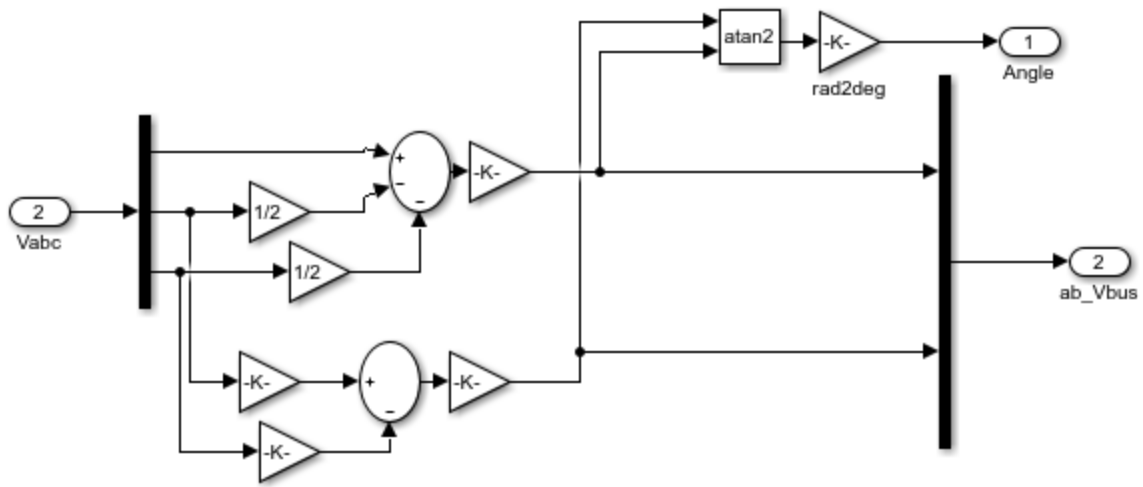 atan2
-K-
rad2deg
1
Angle
+
−
−
-K-
2
Vabc
1/2
1/2
2
ab_Vbus
-K-
+
−
-K-
-K-